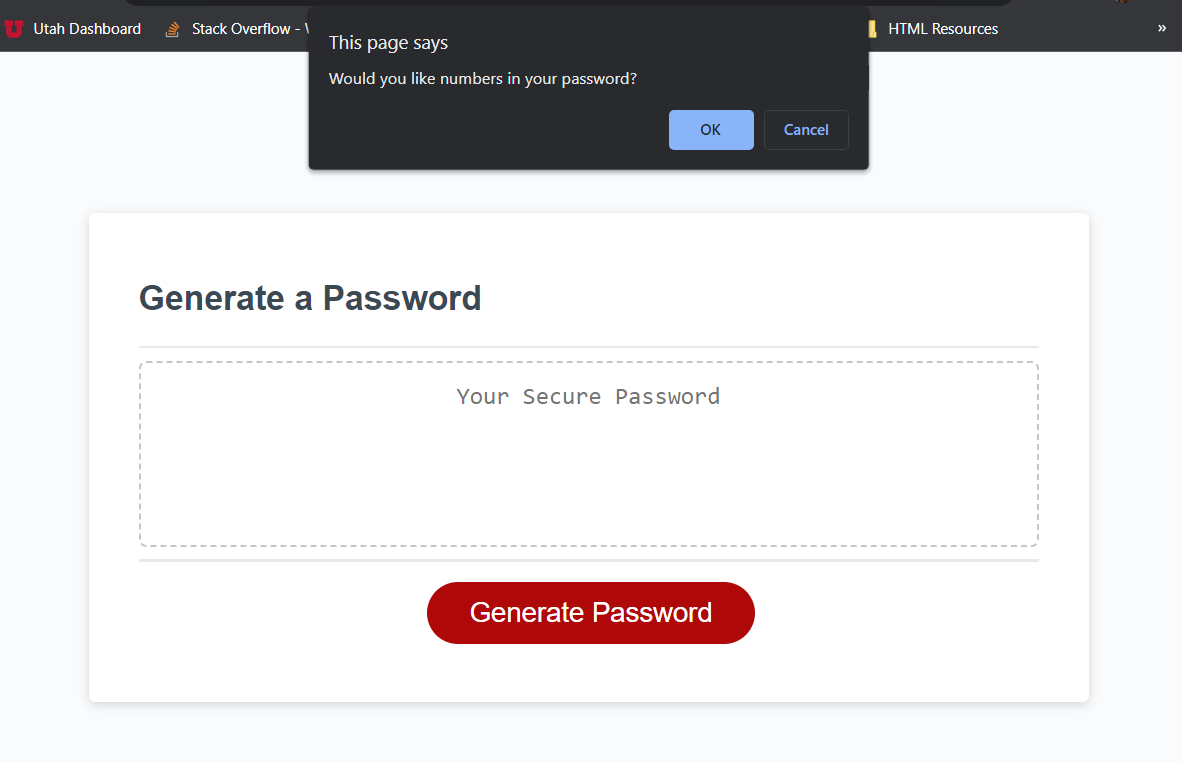 Utah Dashboard
Stack Overflow -
HTML Resources
»
This page says
Would you like numbers in your password?
OK
Cancel
Generate a Password
Your Secure Password
Generate Password